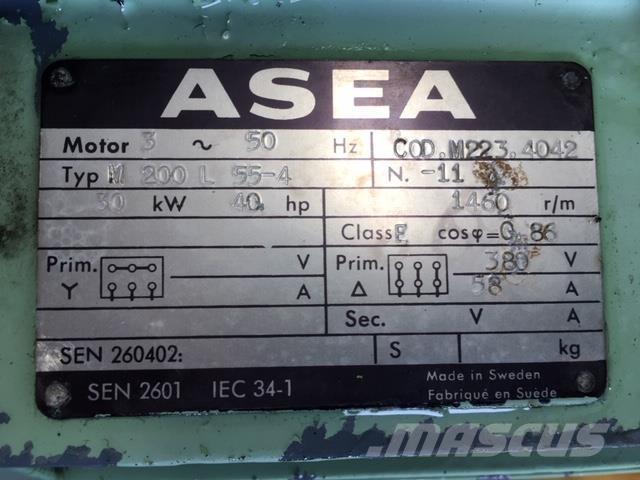 ASEA
Motor 3 ~ 50 Hz COD.M223.4042
Typ M 200 L 55-4 N. -11
30 kW 40 hp 1460 r/m
Class E cosφ=0.86
Prim. V Prim. 380 V
Y A Δ 58 A
Sec. V A
SEN 260402: S kg
SEN 2601 IEC 34-1 Made in Sweden
Fabriqué en Suède
MASCUS